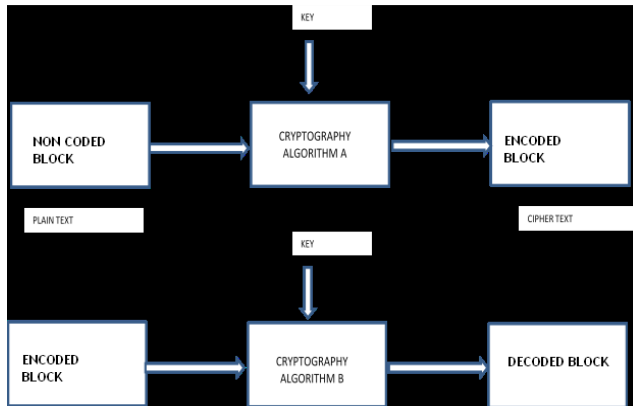 KEY
NON CODED
BLOCK
CRYPTOGRAPHY
ALGORITHM A
ENCODED
BLOCK
PLAIN TEXT
CIPHER TEXT
KEY
ENCODED
BLOCK
CRYPTOGRAPHY
ALGORITHM B
DECODED BLOCK